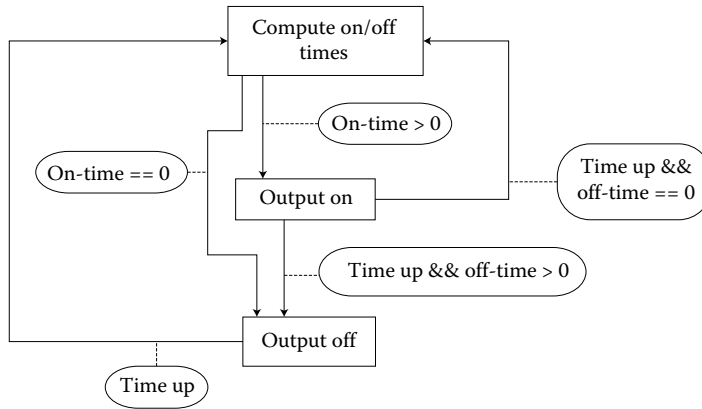 Compute on/off
times
On-time > 0
On-time == 0
Time up &&
off-time == 0
Output on
Time up && off-time > 0
Output off
Time up